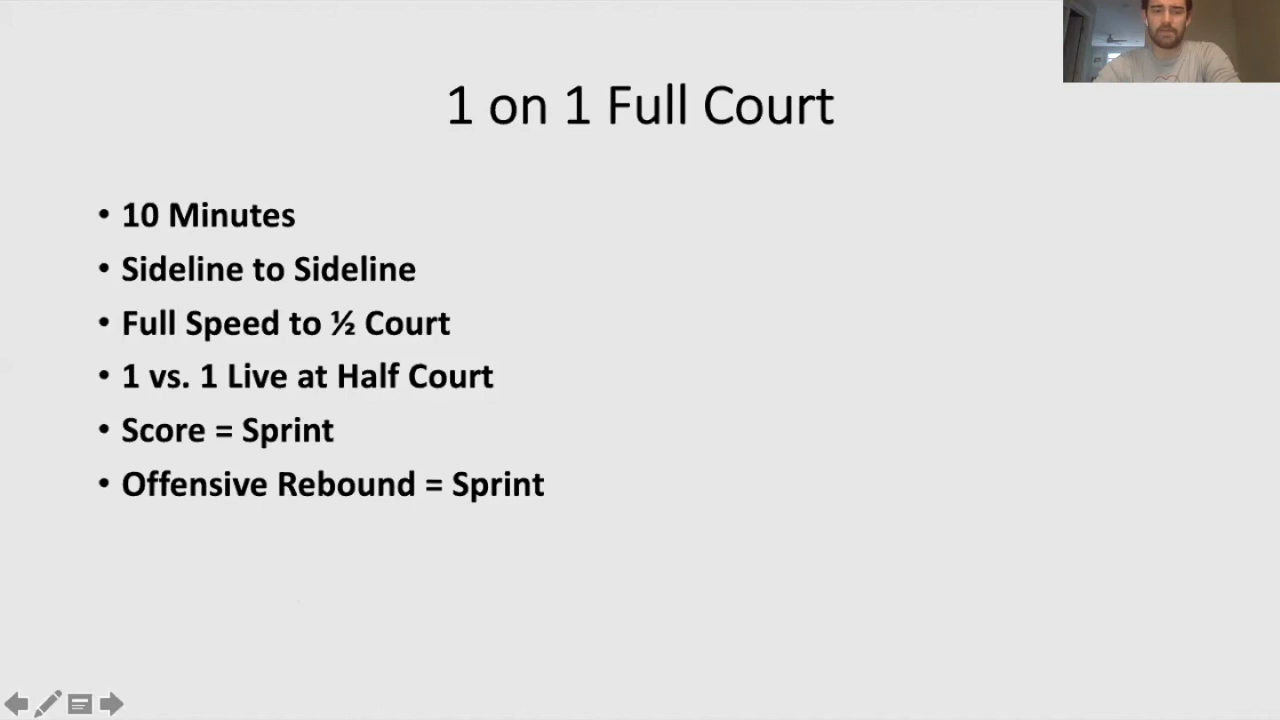 1 on 1 Full Court
• 10 Minutes
• Sideline to Sideline
• Full Speed to ½ Court
• 1 vs. 1 Live at Half Court
• Score = Sprint
• Offensive Rebound = Sprint